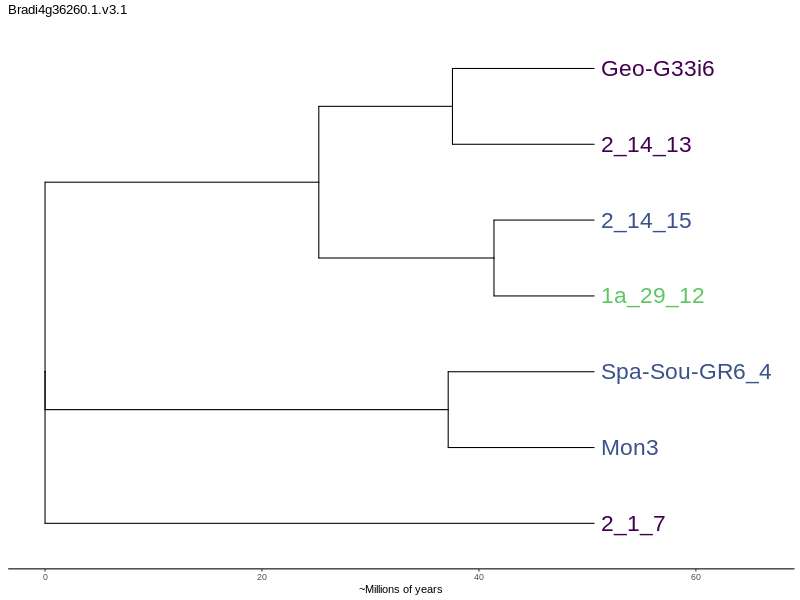 Bradi4g36260.1.v3.1
Geo-G33i6
2_14_13
2_14_15
1a_29_12
Spa-Sou-GR6_4
Mon3
2_1_7
0 20 40 60
~Millions of years